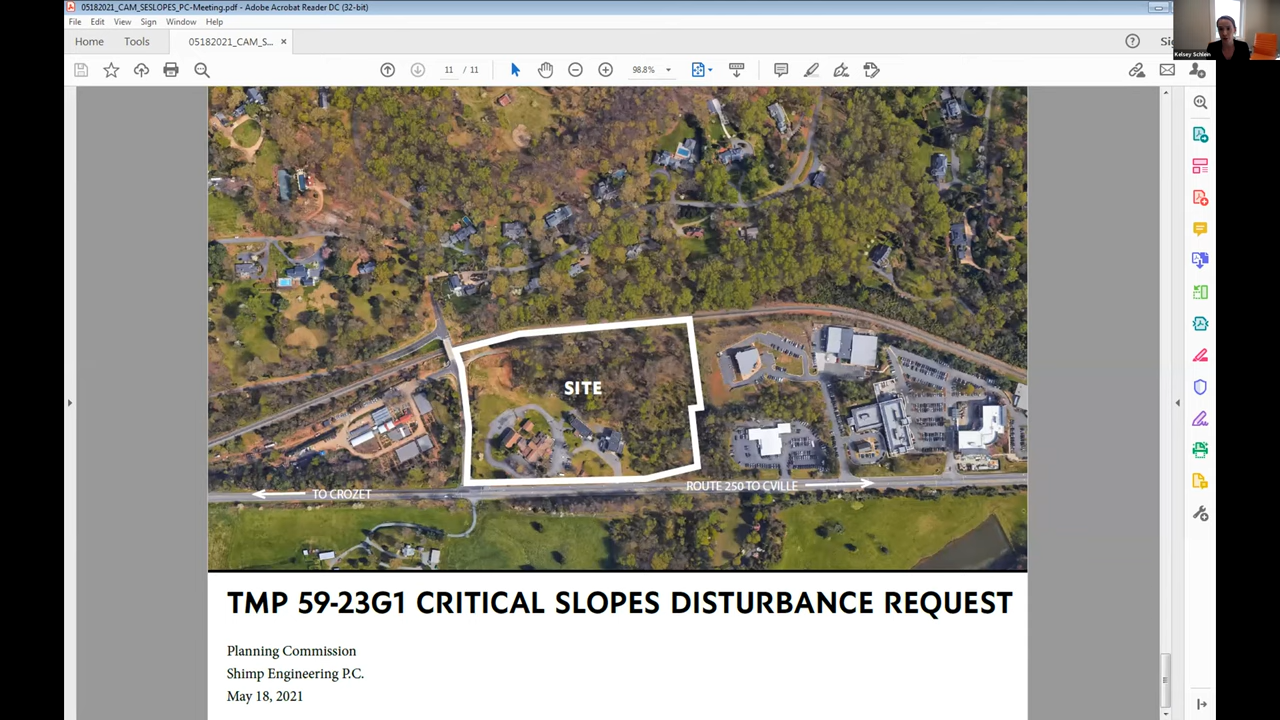 05182021_CAM_SESLOPES_PC-Meeting.pdf - Adobe Acrobat Reader DC (32-bit)
File Edit View Sign Window Help
Home Tools 05182021_CAM_S... ×
11 / 11 98.8%
Kelsey Schlein
SITE
TO CROZET
ROUTE 250 TO CVILLE
TMP 59-23G1 CRITICAL SLOPES DISTURBANCE REQUEST
Planning Commission
Shimp Engineering P.C.
May 18, 2021